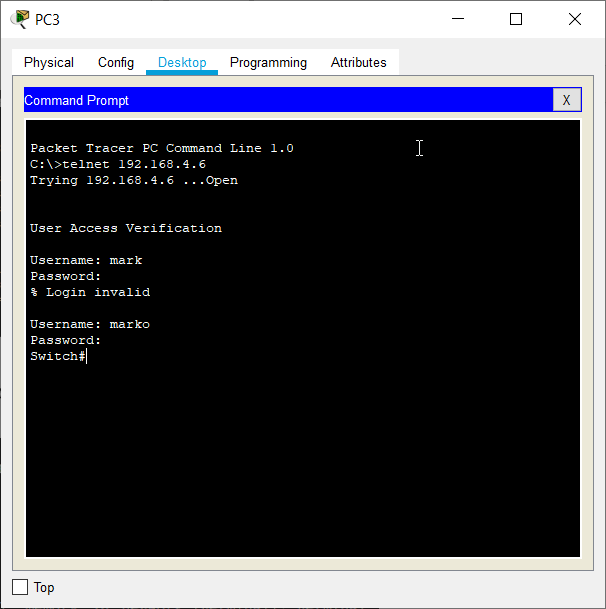 PC3
Physical Config Desktop Programming Attributes
Command Prompt
X
Packet Tracer PC Command Line 1.0
C:\>telnet 192.168.4.6
Trying 192.168.4.6 ...Open
User Access Verification
Username: mark
Password:
% Login invalid
Username: marko
Password:
Switch#
Top